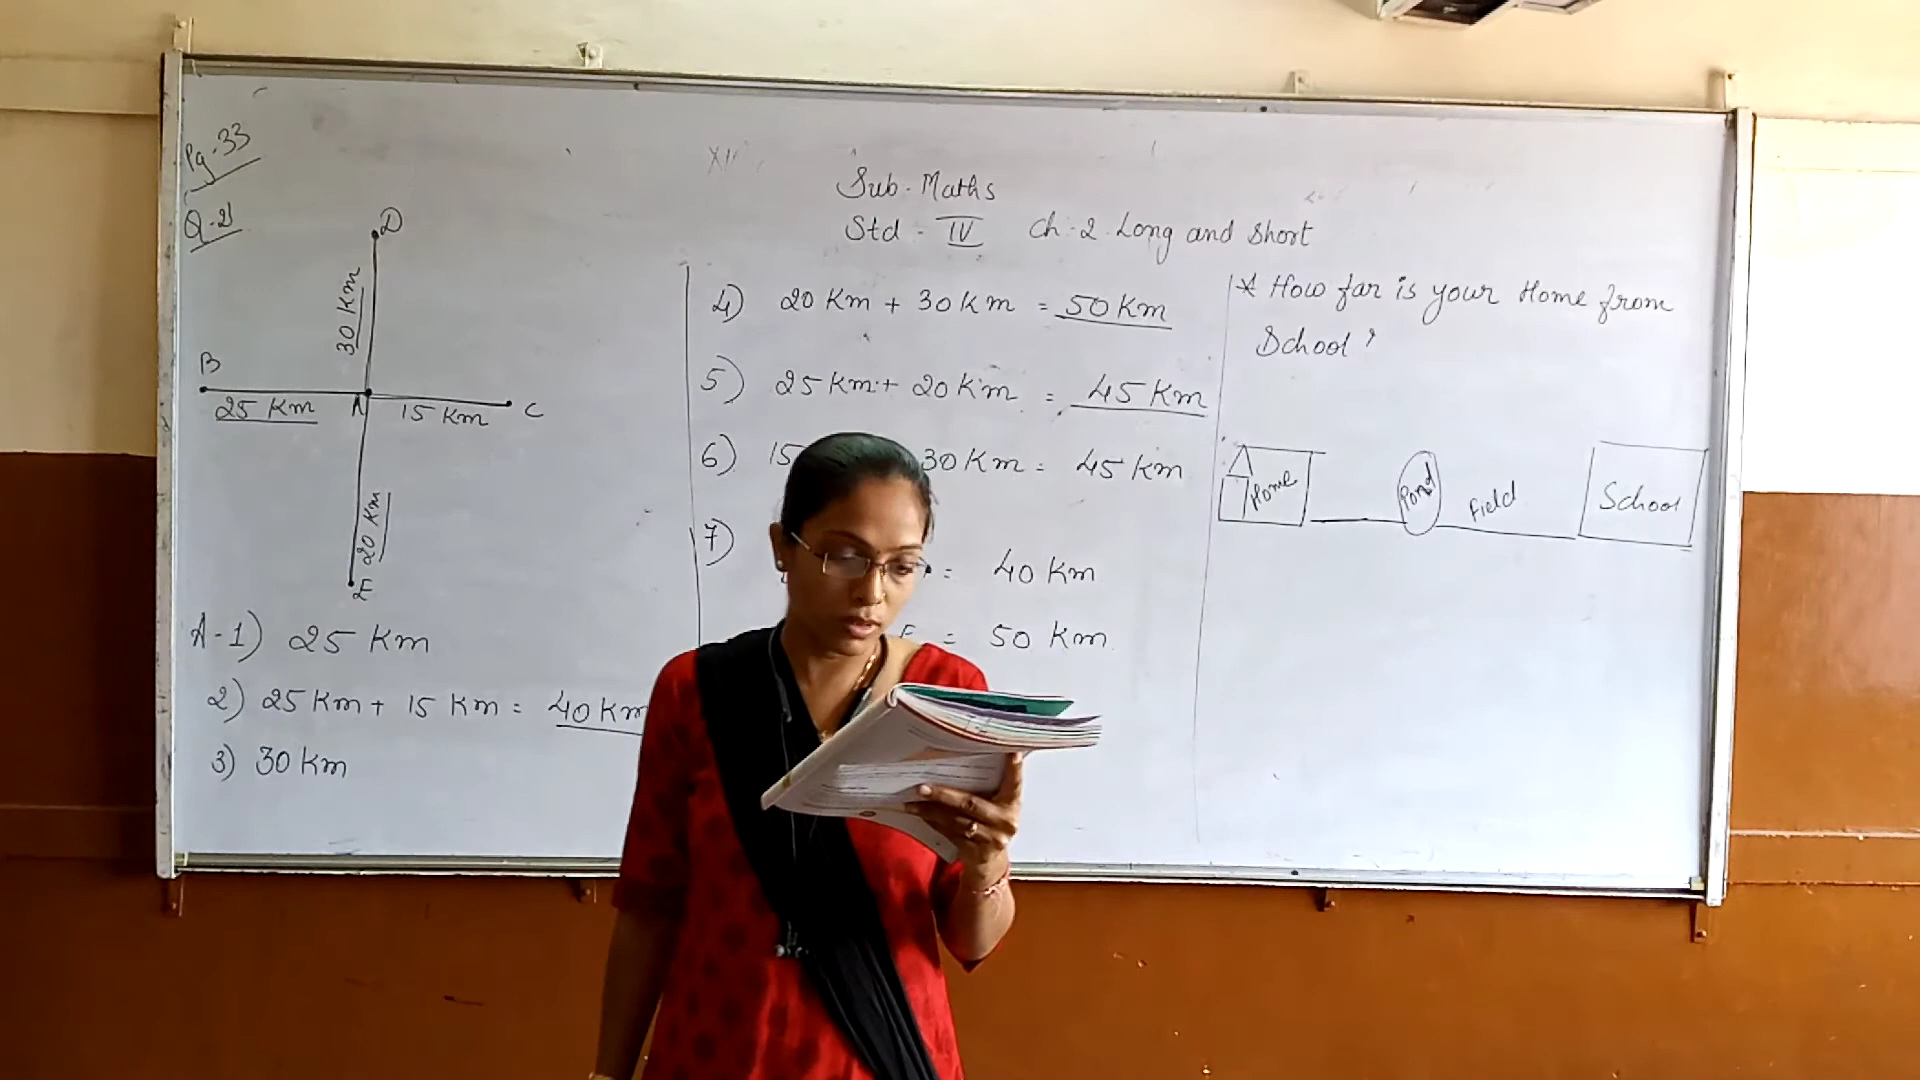 Pg-33
Q-2)
Sub- Maths
Std - IV Ch-2 Long and Short
D
30 Km
B
25 Km
A
15 Km
C
20 Km
E
A-1) 25 Km
2) 25 Km + 15 Km = 40 Km
3) 30 Km
4) 20 Km + 30 Km = 50 Km
5) 25 Km + 20 Km = 45 Km
6) 15 30 Km = 45 Km
7)
= 40 Km
= 50 Km
* How far is your Home from
School?
Home
Pond
Field
School